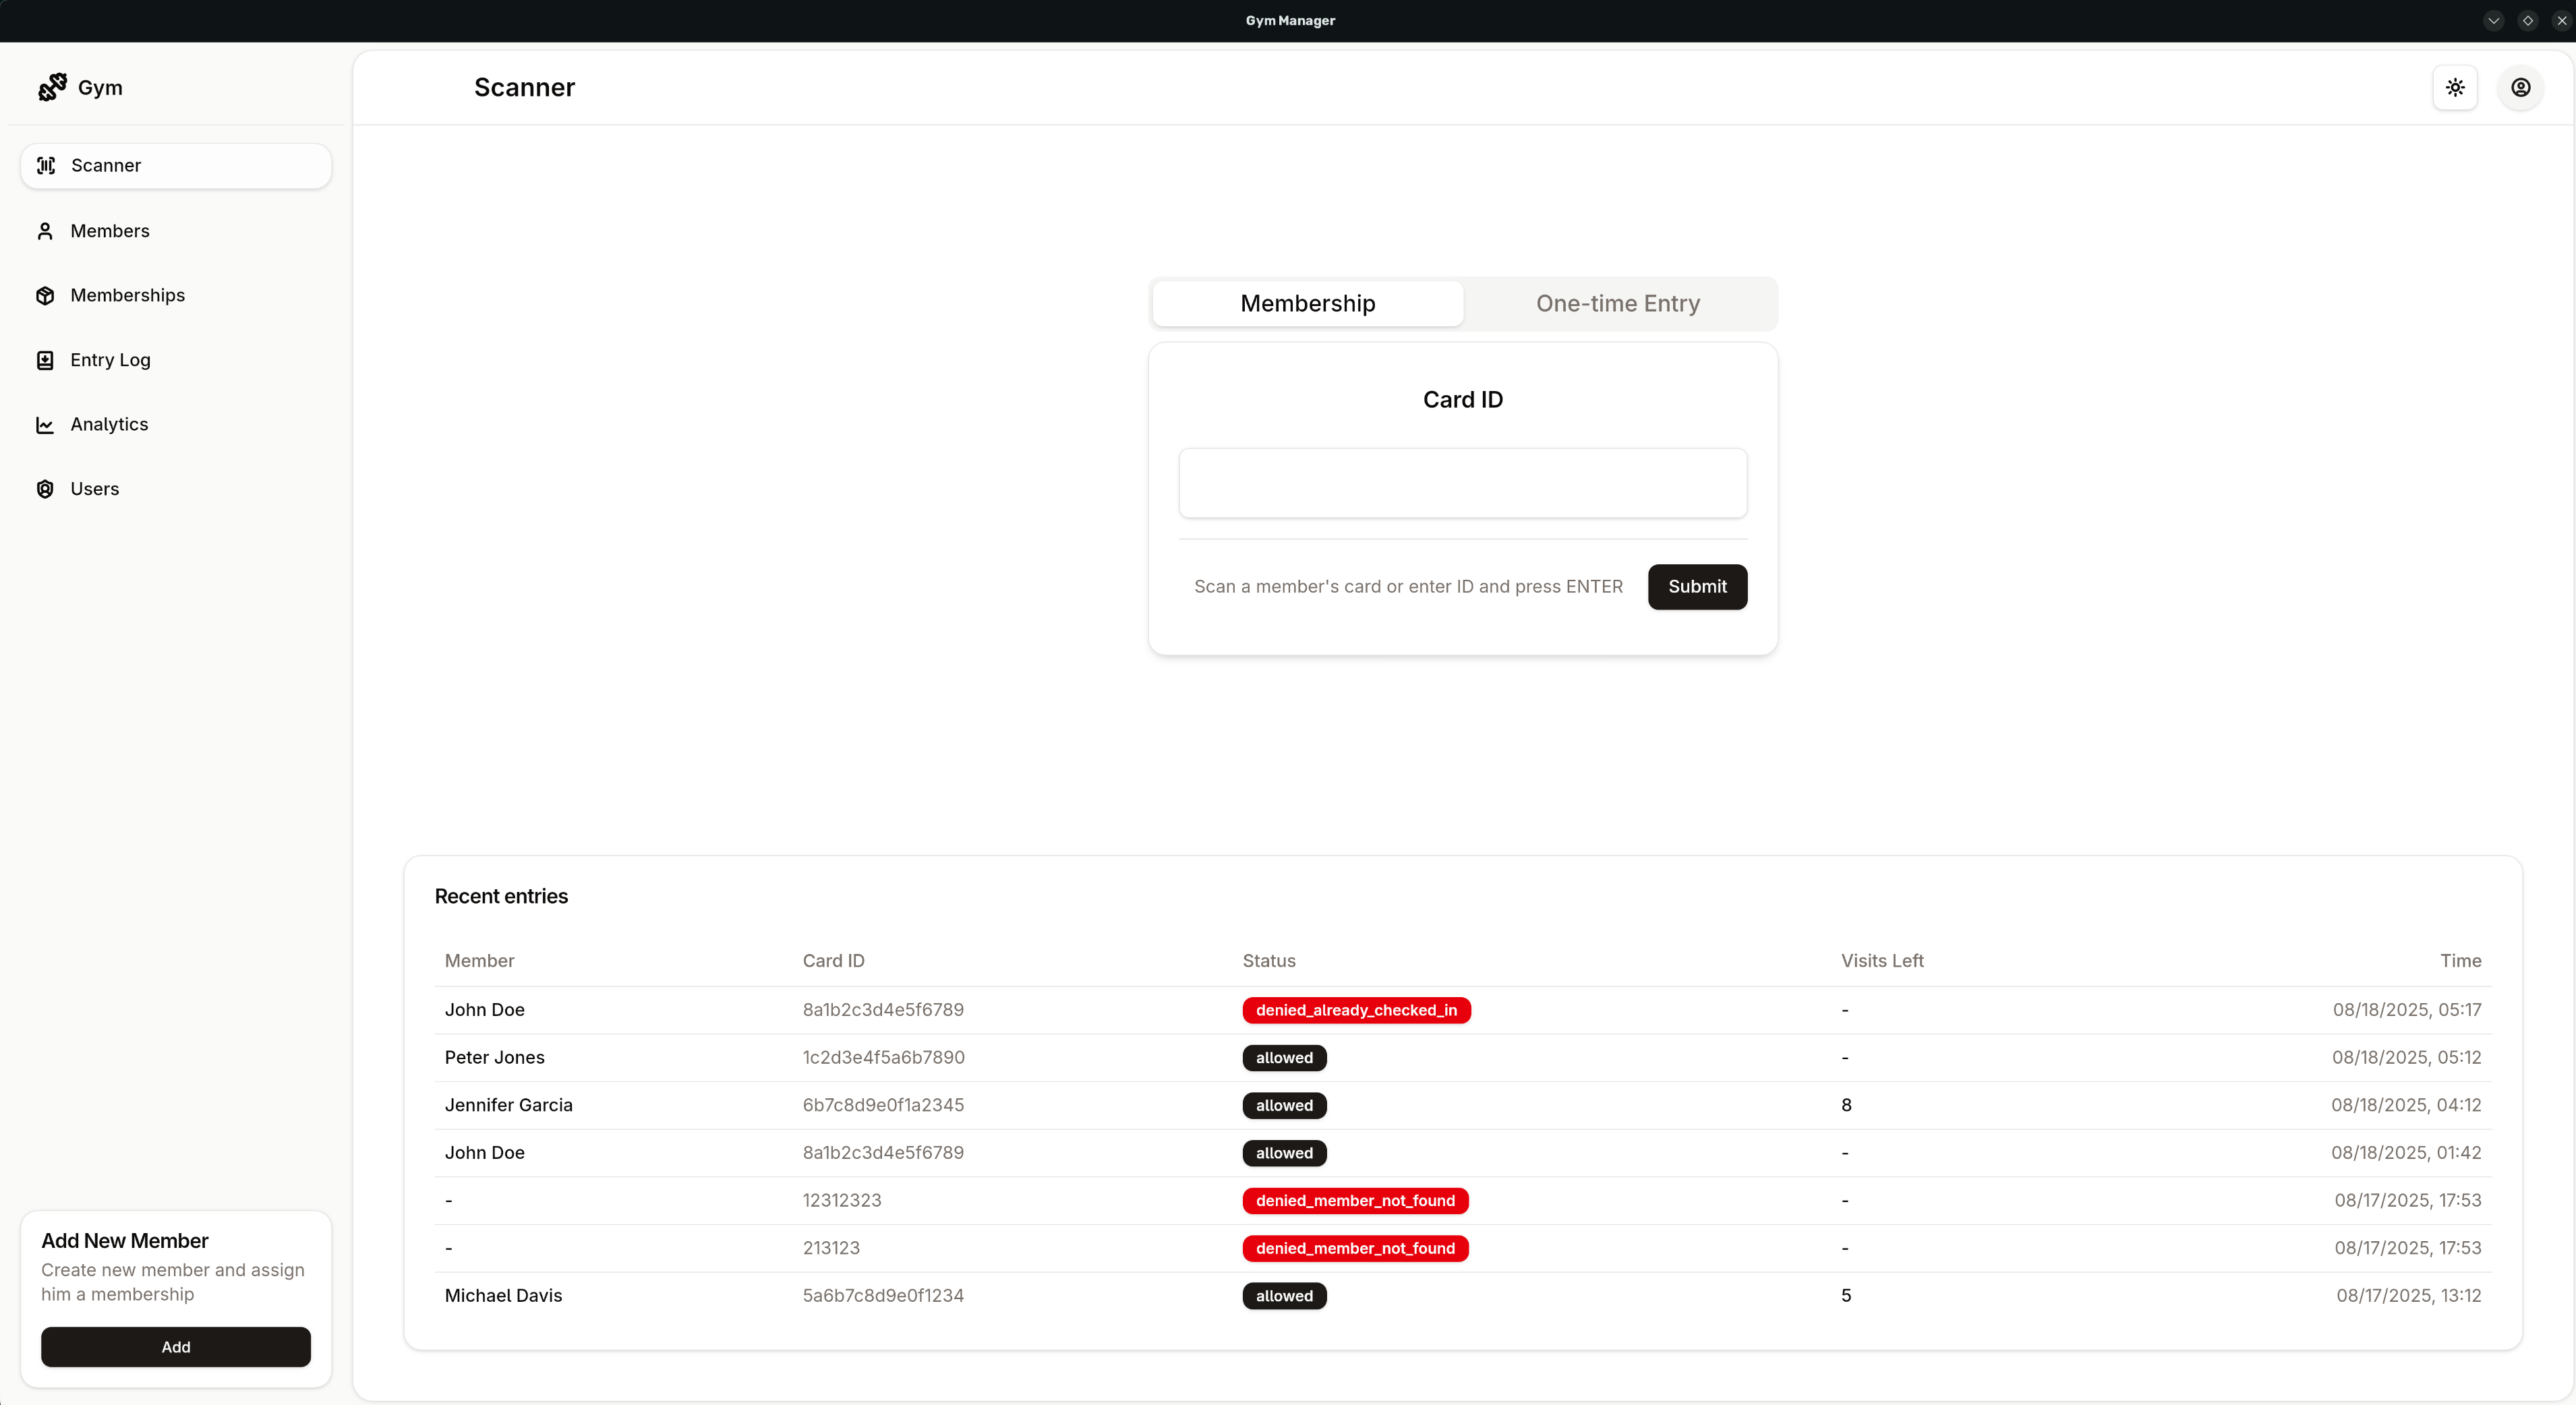 Gym Manager
Gym
Scanner
Scanner
Members
Memberships
Entry Log
Analytics
Users
Membership One-time Entry
Card ID
Scan a member's card or enter ID and press ENTER Submit
Recent entries
Member Card ID Status Visits Left Time
John Doe 8a1b2c3d4e5f6789 denied_already_checked_in - 08/18/2025, 05:17
Peter Jones 1c2d3e4f5a6b7890 allowed - 08/18/2025, 05:12
Jennifer Garcia 6b7c8d9e0f1a2345 allowed 8 08/18/2025, 04:12
John Doe 8a1b2c3d4e5f6789 allowed - 08/18/2025, 01:42
- 12312323 denied_member_not_found - 08/17/2025, 17:53
- 213123 denied_member_not_found - 08/17/2025, 17:53
Michael Davis 5a6b7c8d9e0f1234 allowed 5 08/17/2025, 13:12
Add New Member
Create new member and assign
him a membership
Add